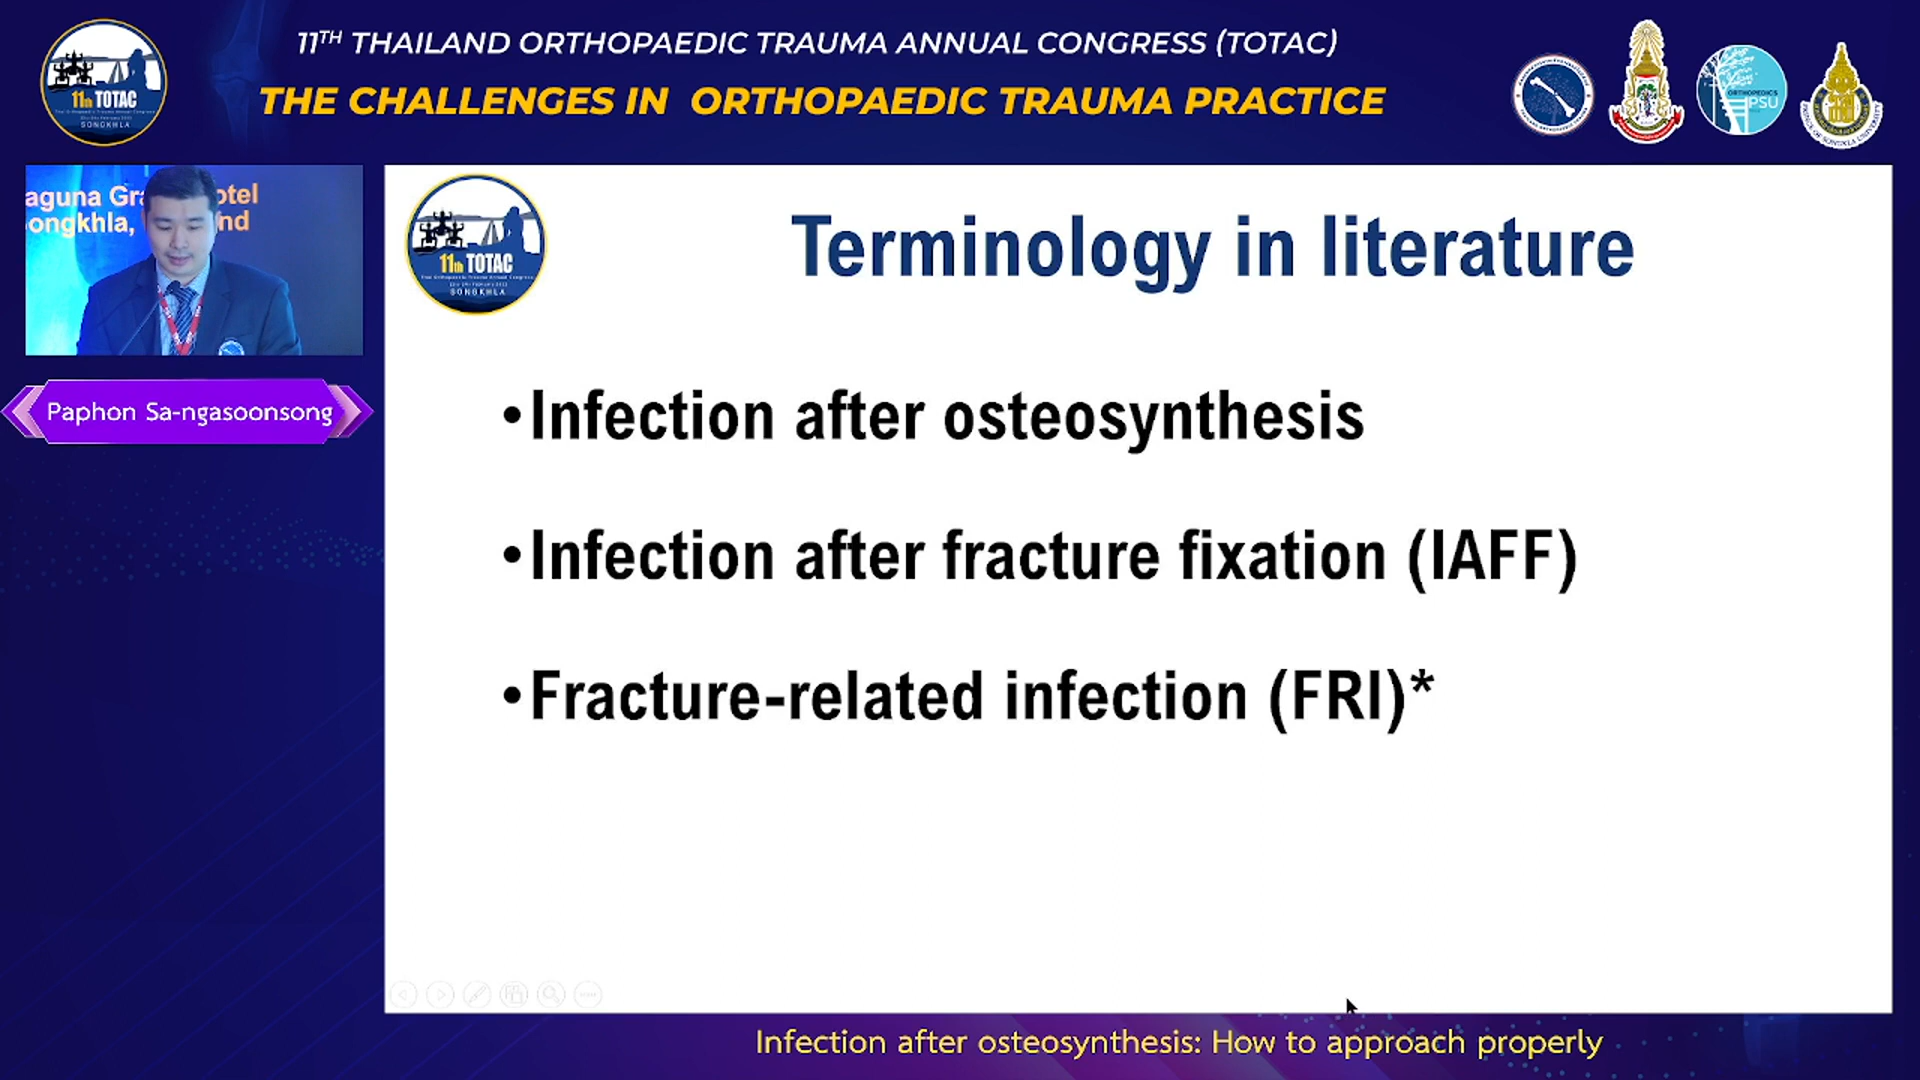 11TH THAILAND ORTHOPAEDIC TRAUMA ANNUAL CONGRESS (TOTAC)
THE CHALLENGES IN ORTHOPAEDIC TRAUMA PRACTICE
11th TOTAC
SONGKHLA
ORTHOPEDICS
PSU
aguna Gra otel
ongkhla, nd
Paphon Sa-ngasoonsong
11th TOTAC
SONGKHLA
Terminology in literature
•Infection after osteosynthesis
•Infection after fracture fixation (IAFF)
•Fracture-related infection (FRI)*
Infection after osteosynthesis: How to approach properly